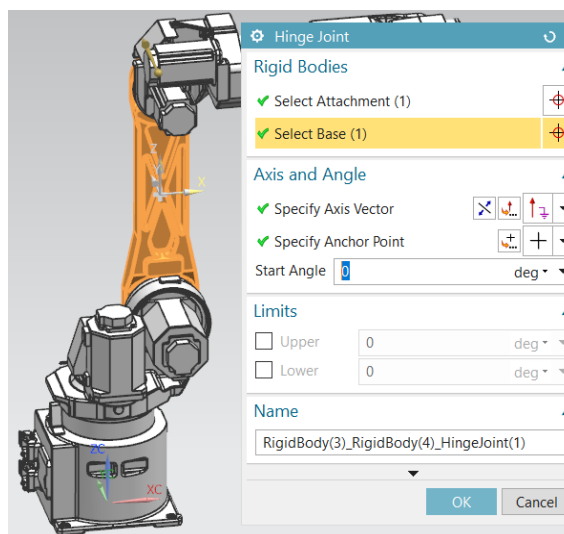 Hinge Joint
Rigid Bodies
Select Attachment (1)
Select Base (1)
Axis and Angle
Specify Axis Vector
Specify Anchor Point
Start Angle 0 deg
Limits
Upper 0 deg
Lower 0 deg
Name
RigidBody(3)_RigidBody(4)_HingeJoint(1)
OK Cancel
Z
X
ZC
XC